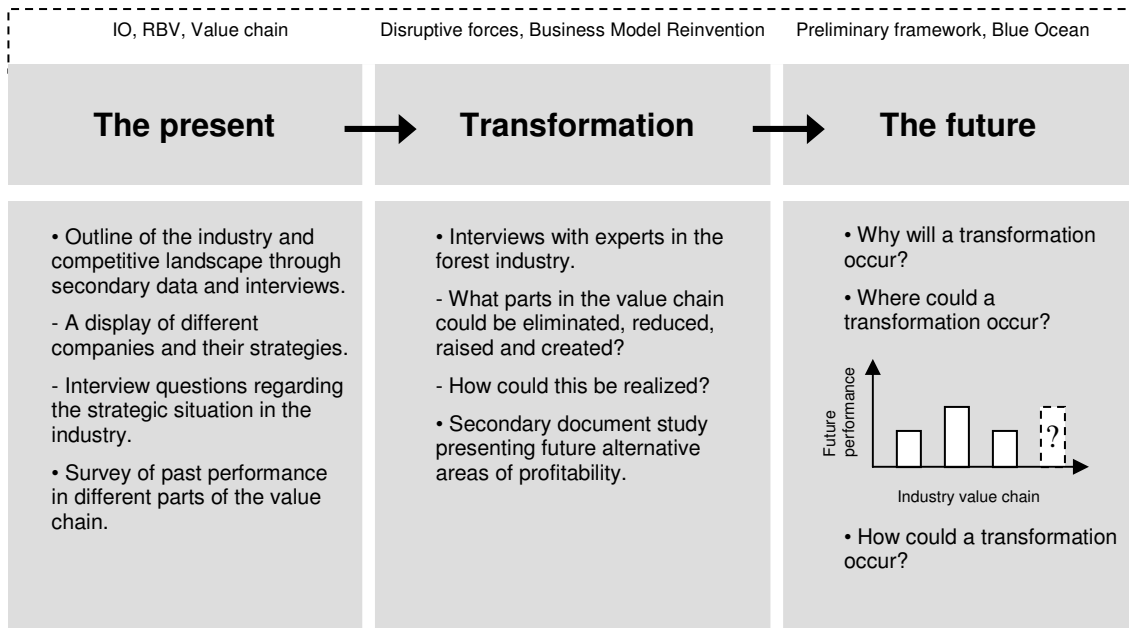 IO, RBV, Value chain
Disruptive forces, Business Model Reinvention
Preliminary framework, Blue Ocean
The present
Transformation
The future
• Outline of the industry and
competitive landscape through
secondary data and interviews.
- A display of different
companies and their strategies.
- Interview questions regarding
the strategic situation in the
industry.
• Survey of past performance
in different parts of the value
chain.
• Interviews with experts in the
forest industry.
- What parts in the value chain
could be eliminated, reduced,
raised and created?
- How could this be realized?
• Secondary document study
presenting future alternative
areas of profitability.
• Why will a transformation
occur?
• Where could a
transformation occur?
Future
performance
?
Industry value chain
• How could a transformation
occur?